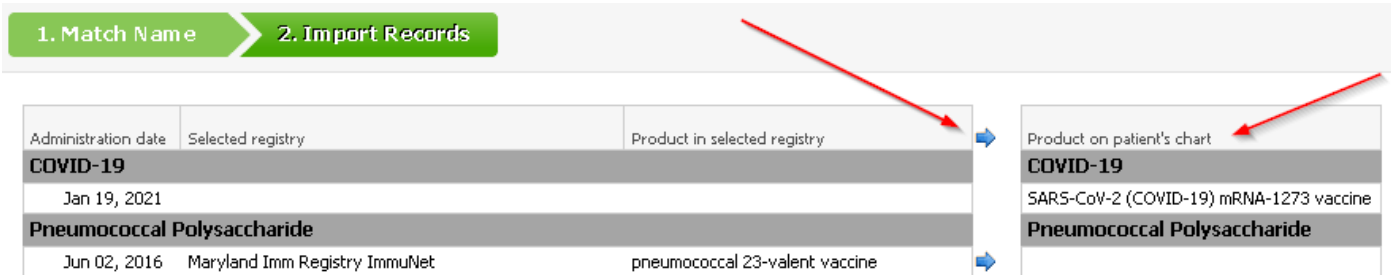 1. Match Name 2. Import Records
Administration date Selected registry Product in selected registry Product on patient's chart
COVID-19 COVID-19
Jan 19, 2021 SARS-CoV-2 (COVID-19) mRNA-1273 vaccine
Pneumococcal Polysaccharide Pneumococcal Polysaccharide
Jun 02, 2016 Maryland Imm Registry ImmuNet pneumococcal 23-valent vaccine